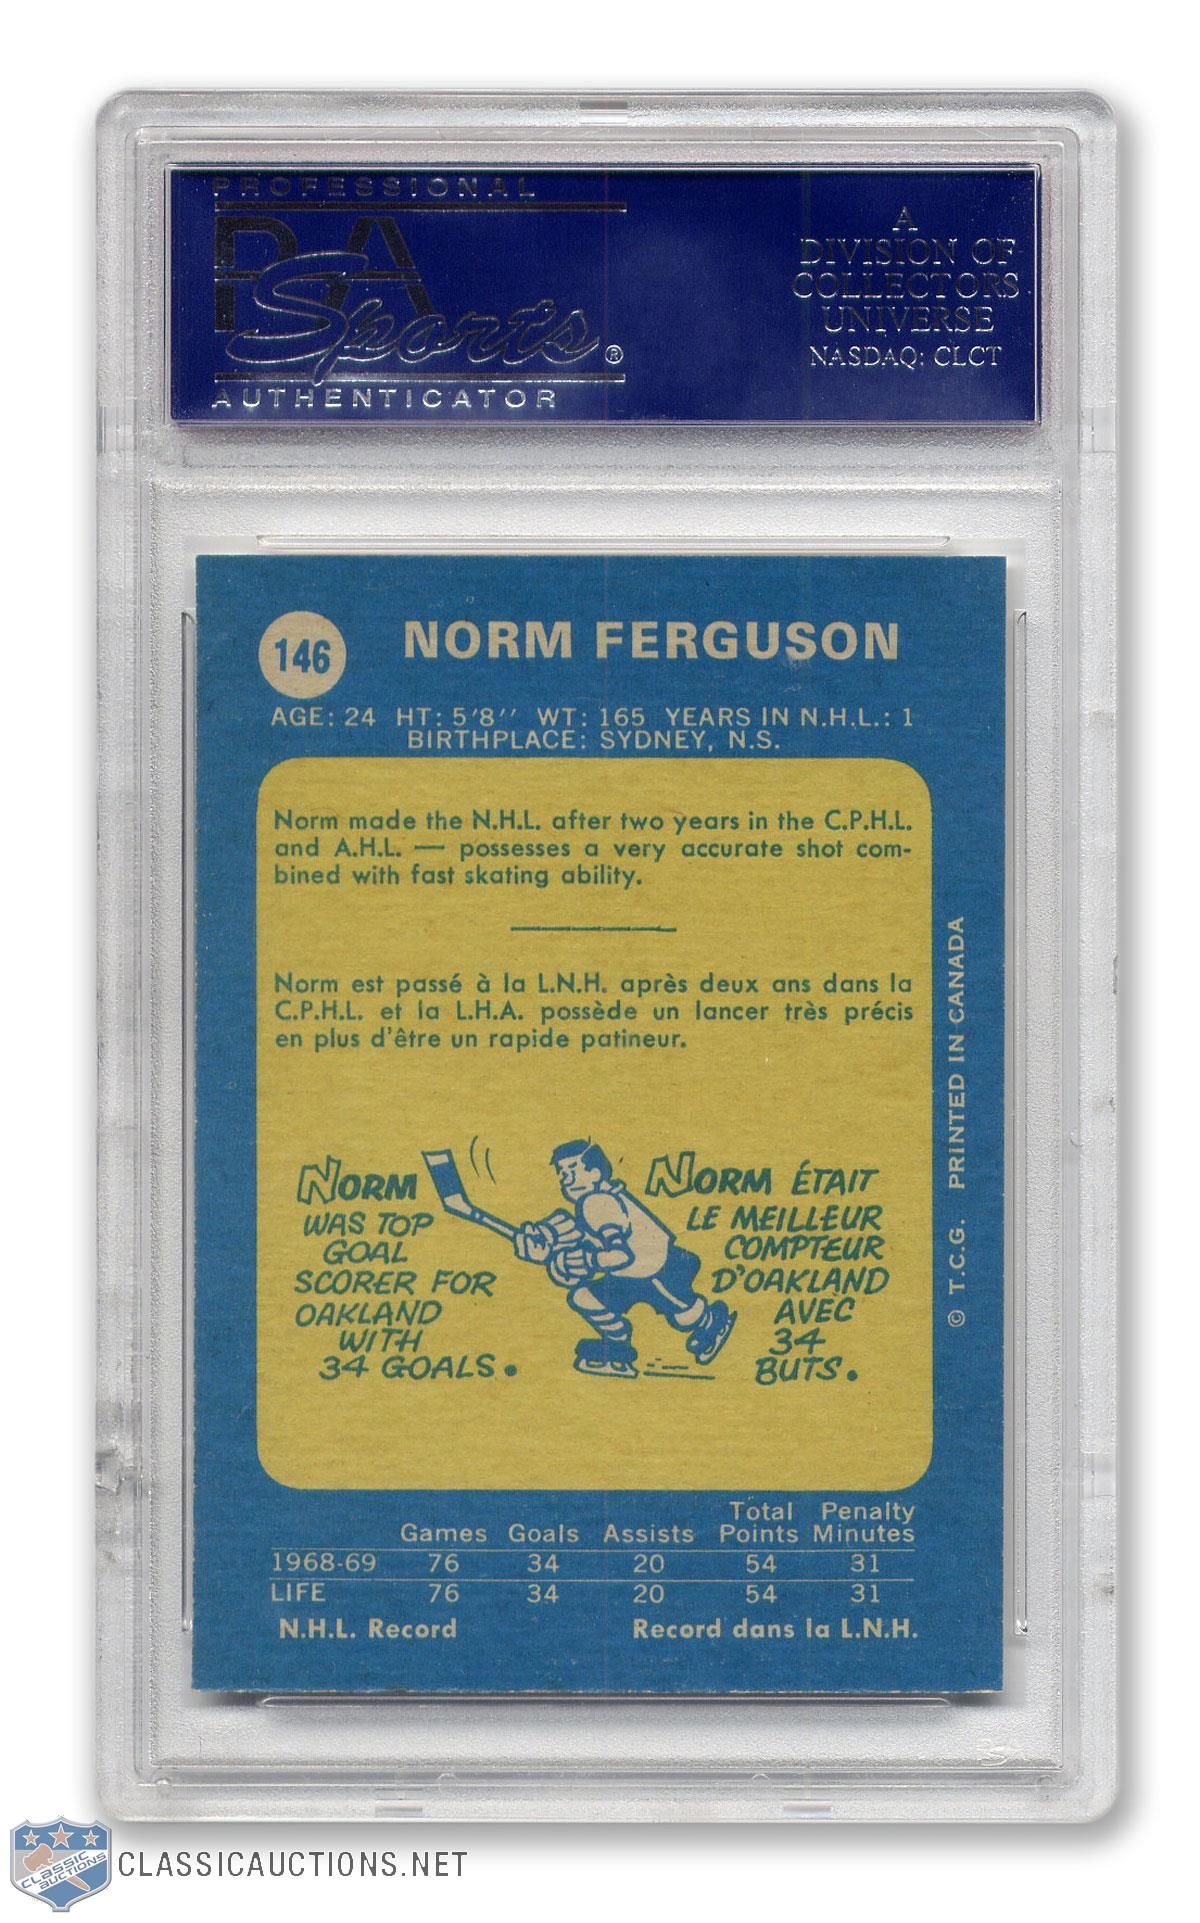 PROFESSIONAL
PSA
Sports®
AUTHENTICATOR
A
DIVISION OF
COLLECTORS
UNIVERSE
NASDAQ: CLCT
146
NORM FERGUSON
AGE: 24 HT: 5'8'' WT: 165 YEARS IN N.H.L.: 1
BIRTHPLACE: SYDNEY, N.S.
Norm made the N.H.L. after two years in the C.P.H.L.
and A.H.L. — possesses a very accurate shot com-
bined with fast skating ability.
Norm est passé à la L.N.H. après deux ans dans la
C.P.H.L. et la L.H.A. possède un lancer très précis
en plus d'être un rapide patineur.
NORM
WAS TOP
GOAL
SCORER FOR
OAKLAND
WITH
34 GOALS.
NORM ÉTAIT
LE MEILLEUR
COMPTEUR
D'OAKLAND
AVEC
34
BUTS.
© T.C.G. PRINTED IN CANADA
Total Penalty
Games Goals Assists Points Minutes
1968-69 76 34 20 54 31
LIFE 76 34 20 54 31
N.H.L. Record Record dans la L.N.H.
CLASSIC
AUCTIONS
CLASSICAUCTIONS.NET